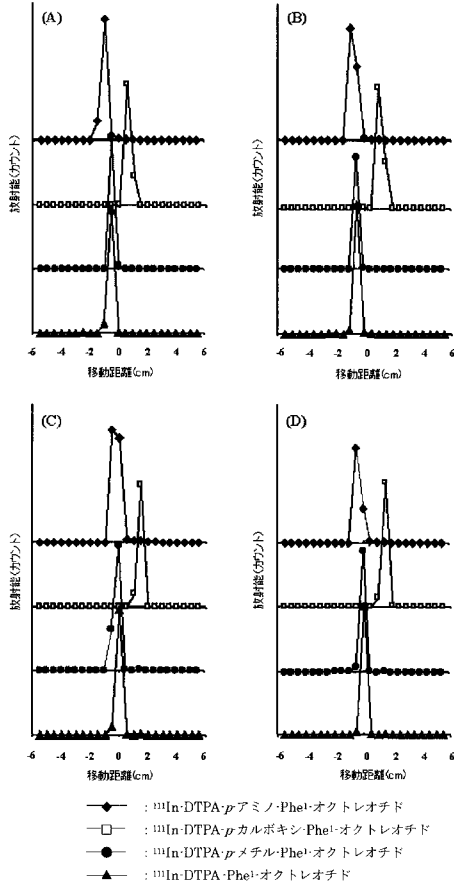 (A)
放射能(カウント)
-6 -4 -2 0 2 4 6
移動距離(cm)
(B)
放射能(カウント)
-6 -4 -2 0 2 4 6
移動距離(cm)
(C)
放射能(カウント)
-6 -4 -2 0 2 4 6
移動距離(cm)
(D)
放射能(カウント)
-6 -4 -2 0 2 4 6
移動距離(cm)
: ¹¹¹In-DTPA-p-アミノ-Phe¹-オクトレオチド
: ¹¹¹In-DTPA-p-カルボキシ-Phe¹-オクトレオチド
: ¹¹¹In-DTPA-p-メチル-Phe¹-オクトレオチド
: ¹¹¹In-DTPA-Phe¹-オクトレオチド